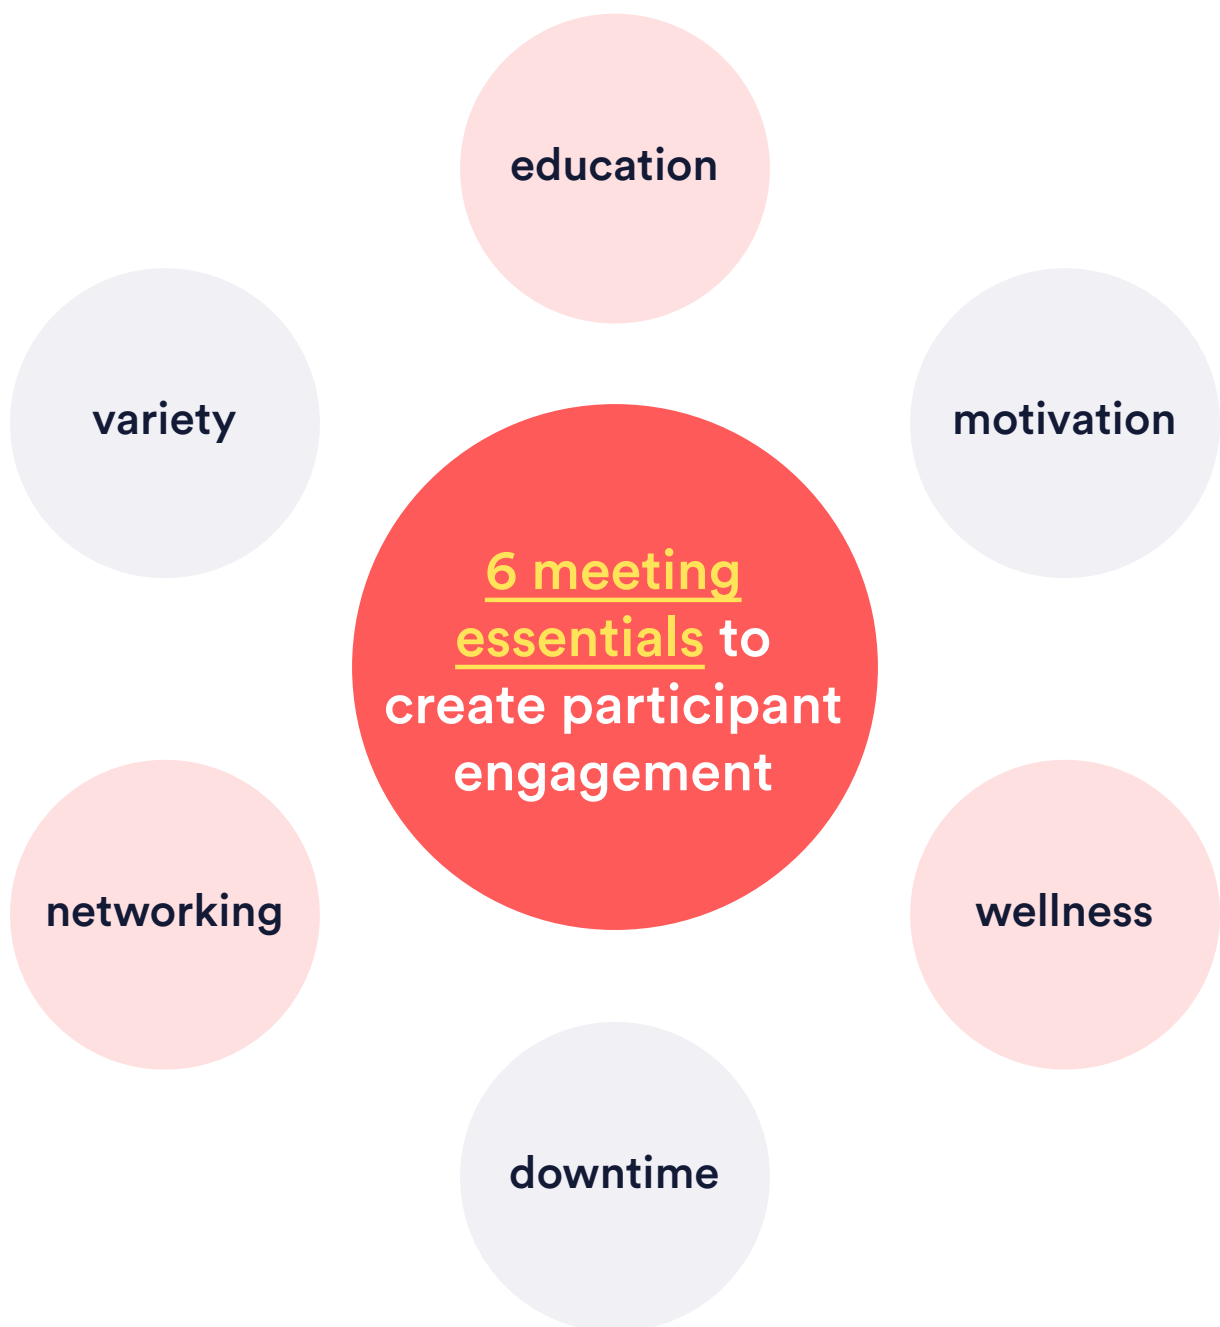 education
variety
motivation
6 meeting
essentials to
create participant
engagement
networking
wellness
downtime